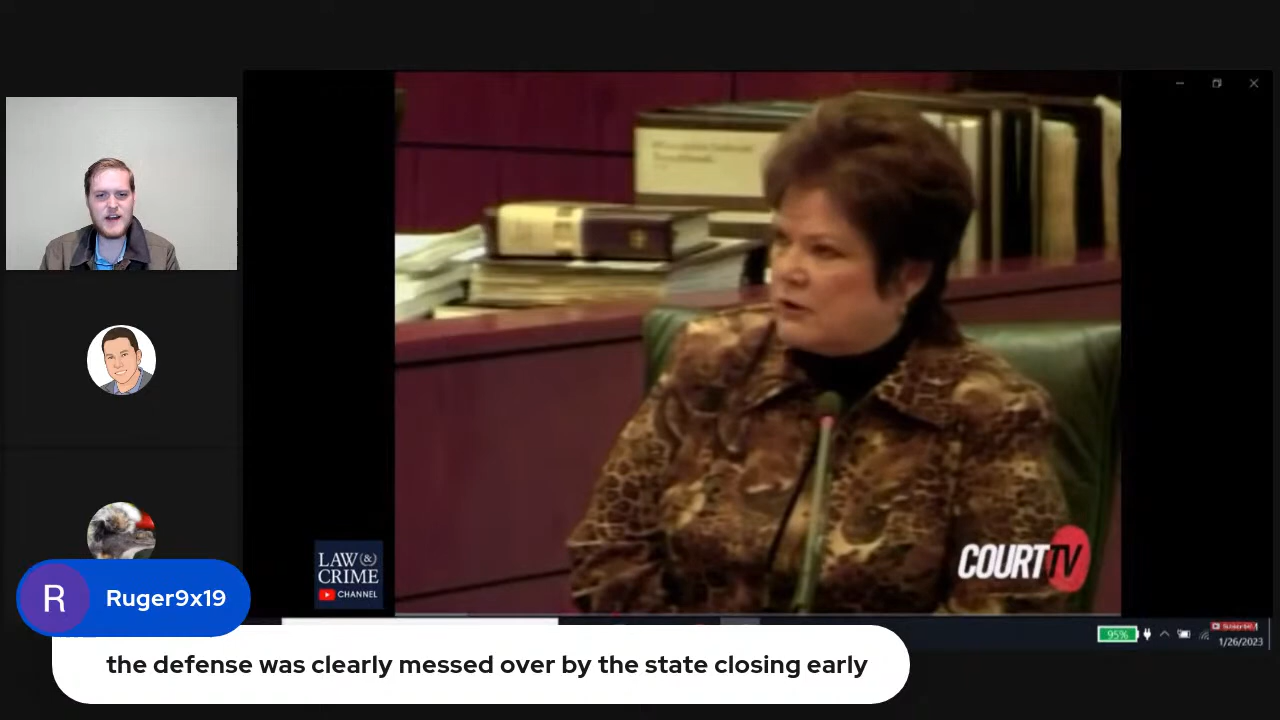 LAW (&)
CRIME
CHANNEL
COURT TV
R
Ruger9x19
the defense was clearly messed over by the state closing early
95%
1/26/2023